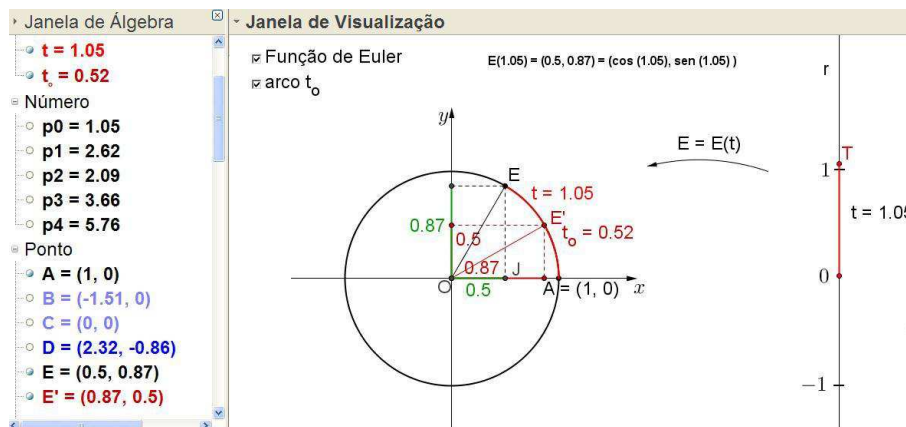 Janela de Álgebra
t = 1.05
t₀ = 0.52
Número
p0 = 1.05
p1 = 2.62
p2 = 2.09
p3 = 3.66
p4 = 5.76
Ponto
A = (1, 0)
B = (-1.51, 0)
C = (0, 0)
D = (2.32, -0.86)
E = (0.5, 0.87)
E' = (0.87, 0.5)
Janela de Visualização
Função de Euler
arco t₀
E(1.05) = (0.5, 0.87) = (cos (1.05), sen (1.05) )
y
E
t = 1.05
E'
t₀ = 0.52
0.87
0.5
0.87
J
O
0.5
A = (1, 0)
x
E = E(t)
r
T
1
t = 1.05
0
−1